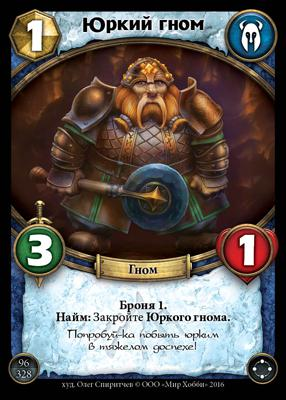 1
Юркий гном
3
1
Гном
Броня 1.
Найм: Закройте Юркого гнома.
Попробуй-ка побыть юрким
в тяжелом доспехе!
96
328
худ. Олег Спиритчев © ООО «Мир Хобби» 2016